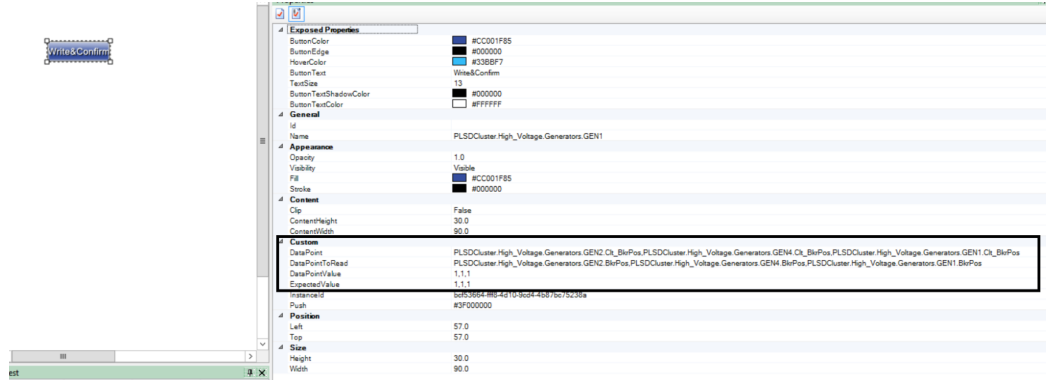 Write&Confirm
Exposed Properties
ButtonColor #CC001F85
ButtonEdge #000000
HoverColor #33BBF7
ButtonText Write&Confirm
TextSize 13
ButtonTextShadowColor #000000
ButtonTextColor #FFFFFF
General
Id
Name PLSDCluster.High_Voltage.Generators.GEN1
Appearance
Opacity 1.0
Visibility Visible
Fill #CC001F85
Stroke #000000
Content
Clip False
ContentHeight 30.0
ContentWidth 90.0
Custom
DataPoint PLSDCluster.High_Voltage.Generators.GEN2.Clt_BkrPos,PLSDCluster.High_Voltage.Generators.GEN4.Clt_BkrPos,PLSDCluster.High_Voltage.Generators.GEN1.Clt_BkrPos
DataPointToRead PLSDCluster.High_Voltage.Generators.GEN2.BkrPos,PLSDCluster.High_Voltage.Generators.GEN4.BkrPos,PLSDCluster.High_Voltage.Generators.GEN1.BkrPos
DataPointValue 1,1,1
ExpectedValue 1,1,1
InstanceId bcf53664-fff8-4d10-9cd4-4b87bc75238a
Push #3F000000
Position
Left 57.0
Top 57.0
Size
Height 30.0
Width 90.0
est